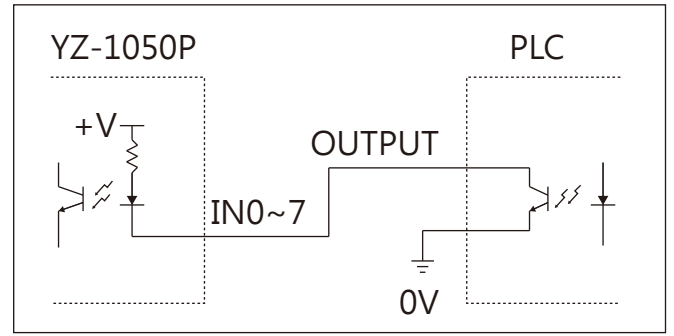 YZ-1050P
PLC
+V
OUTPUT
IN0~7
0V